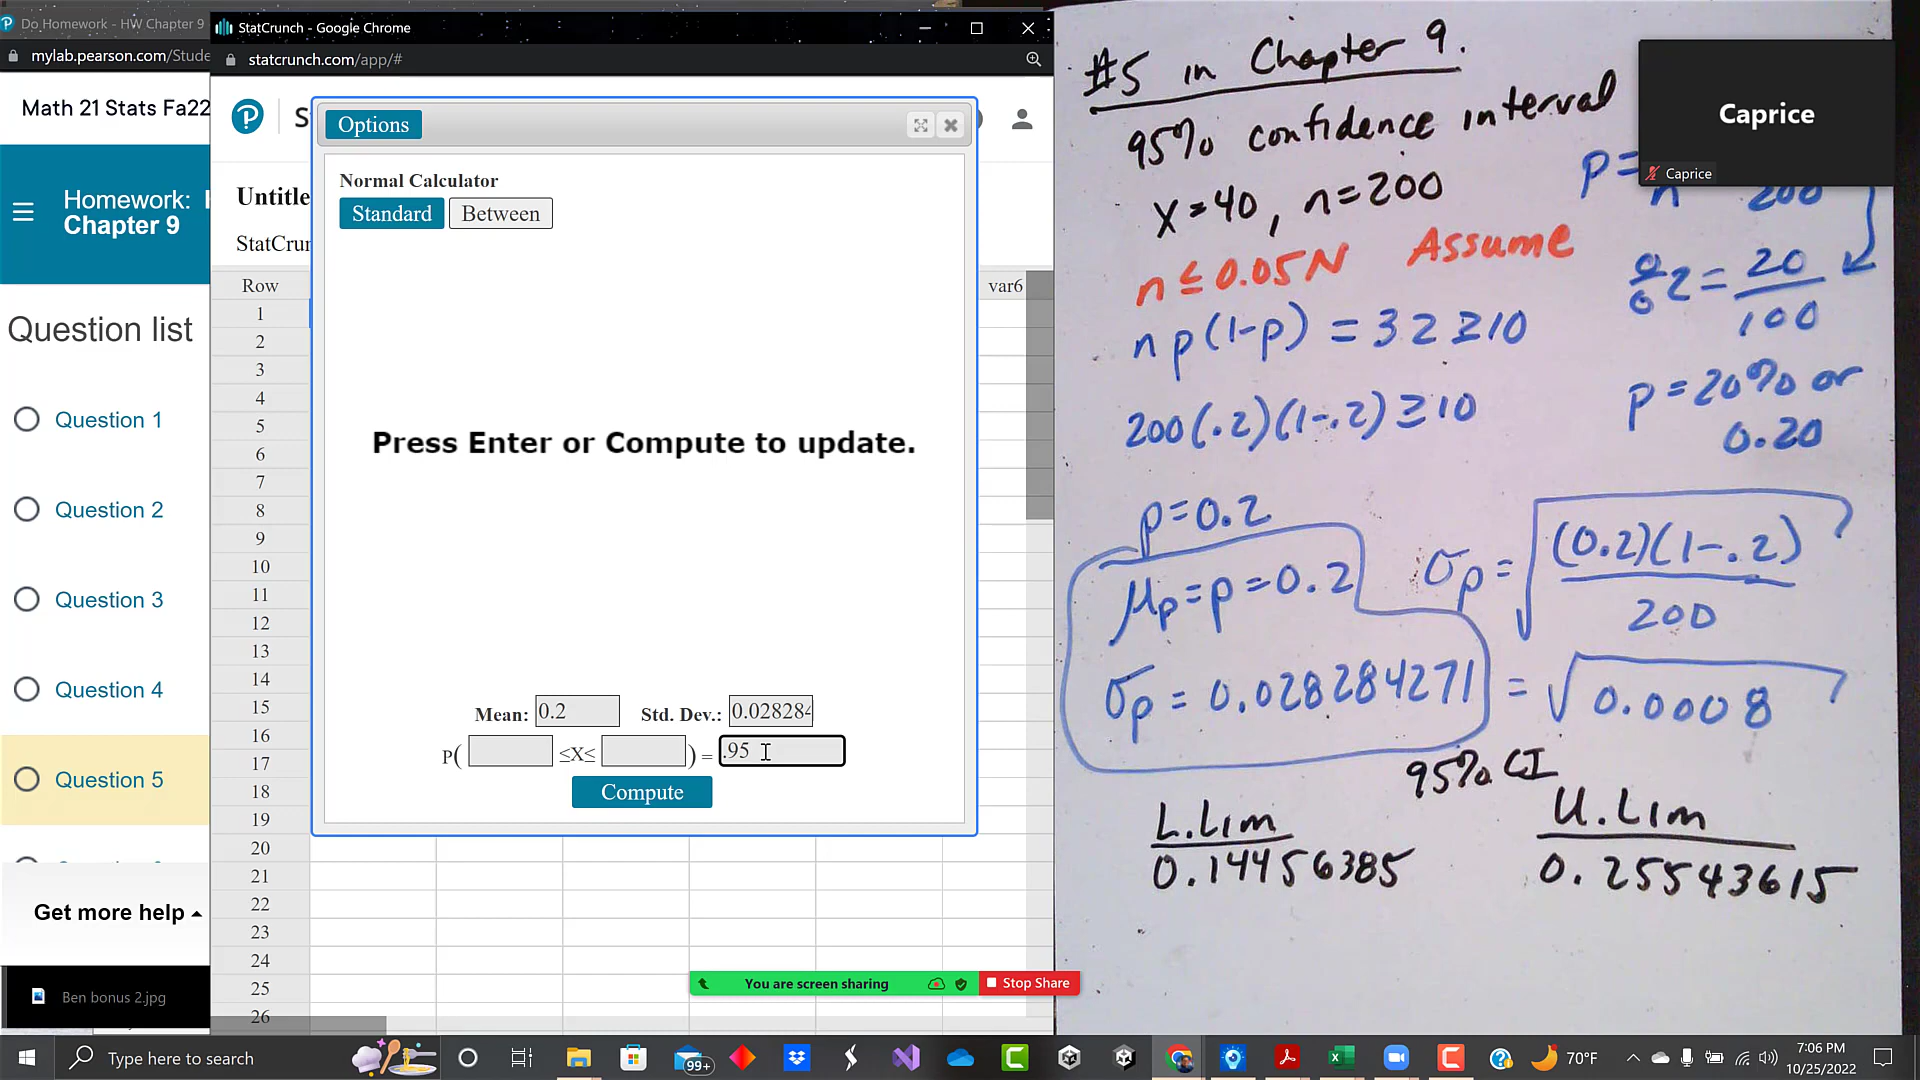 Do Homework - HW Chapter 9
StatCrunch - Google Chrome
mylab.pearson.com/Stude
statcrunch.com/app/#
Math 21 Stats Fa22
Homework:
Chapter 9
Question list
Question 1
Question 2
Question 3
Question 4
Question 5
Get more help
Ben bonus 2.jpg
Untitle
StatCrun
Row
var6
1
2
3
4
5
6
7
8
9
10
11
12
13
14
15
16
17
18
19
20
21
22
23
24
25
26
Options
Normal Calculator
Standard
Between
Press Enter or Compute to update.
Mean: 0.2 Std. Dev.: 0.028284
P( ≤X≤ ) = .95
Compute
You are screen sharing
Stop Share
#5 in Chapter 9.
95% confidence interval
x=40, n=200
n≤0.05N Assume
np(1-p) = 32≥10
200(.2)(1-.2)≥10
p=
n 200
.2 = 20/100
p=20% or
0.20
p=0.2
μp=p=0.2
σp=√(0.2)(1-.2)/200
σp=0.028284271
=√0.0008
95% CI
L.Lim U.Lim
0.14456385 0.25543615
Caprice
Caprice
Type here to search
99+
70°F
7:06 PM
10/25/2022